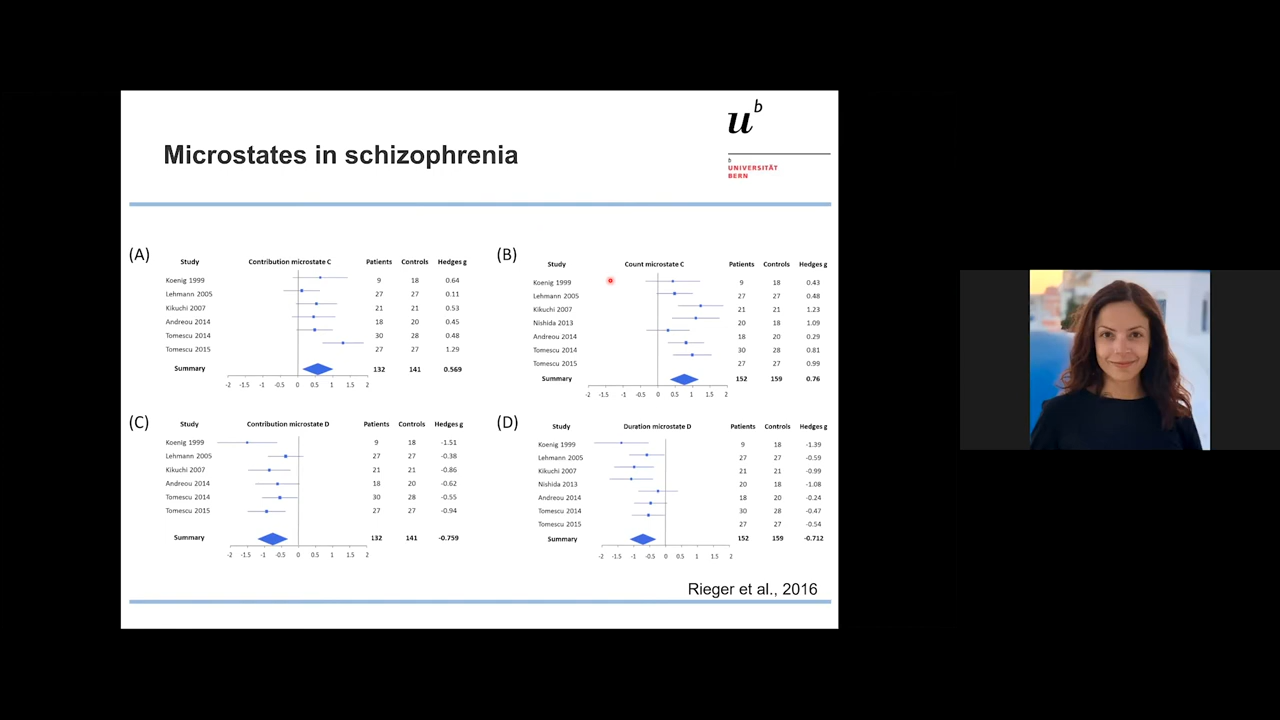 u b
Microstates in schizophrenia
b
UNIVERSITÄT
BERN
(A)
Study Contribution microstate C Patients Controls Hedges g
Koenig 1999 9 18 0.64
Lehmann 2005 27 27 0.11
Kikuchi 2007 21 21 0.53
Andreou 2014 18 20 0.45
Tomescu 2014 30 28 0.48
Tomescu 2015 27 27 1.29
Summary 132 141 0.569
-2 -1.5 -1 -0.5 0 0.5 1 1.5 2
(B)
Study Count microstate C Patients Controls Hedges g
Koenig 1999 9 18 0.43
Lehmann 2005 27 27 0.48
Kikuchi 2007 21 21 1.23
Nishida 2013 20 18 1.09
Andreou 2014 18 20 0.29
Tomescu 2014 30 28 0.81
Tomescu 2015 27 27 0.99
Summary 152 159 0.76
-2 -1.5 -1 -0.5 0 0.5 1 1.5 2
(C)
Study Contribution microstate D Patients Controls Hedges g
Koenig 1999 9 18 -1.51
Lehmann 2005 27 27 -0.38
Kikuchi 2007 21 21 -0.86
Andreou 2014 18 20 -0.62
Tomescu 2014 30 28 -0.55
Tomescu 2015 27 27 -0.94
Summary 132 141 -0.759
-2 -1.5 -1 -0.5 0 0.5 1 1.5 2
(D)
Study Duration microstate D Patients Controls Hedges g
Koenig 1999 9 18 -1.39
Lehmann 2005 27 27 -0.59
Kikuchi 2007 21 21 -0.99
Nishida 2013 20 18 -1.08
Andreou 2014 18 20 -0.24
Tomescu 2014 30 28 -0.47
Tomescu 2015 27 27 -0.54
Summary 152 159 -0.712
-2 -1.5 -1 -0.5 0 0.5 1 1.5 2
Rieger et al., 2016